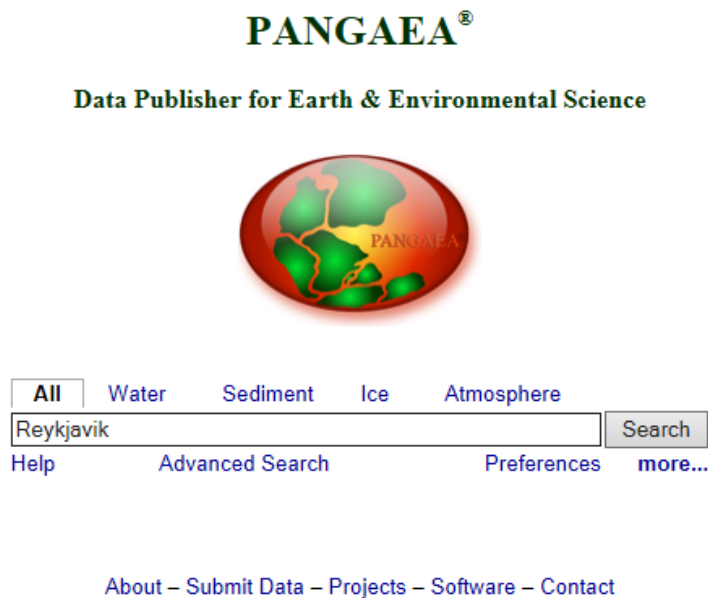 PANGAEA®
Data Publisher for Earth & Environmental Science
PANGAEA
All Water Sediment Ice Atmosphere
Reykjavik Search
Help Advanced Search Preferences more...
About – Submit Data – Projects – Software – Contact